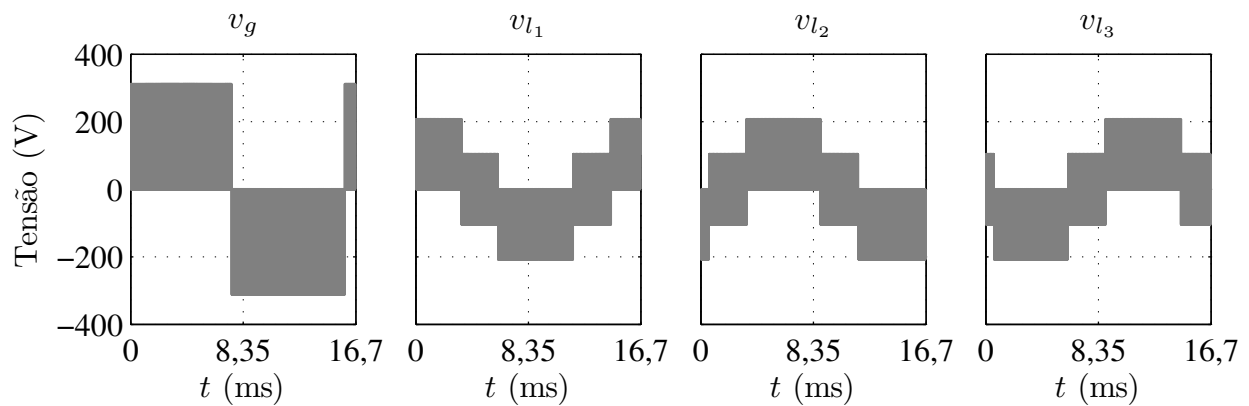 v_g v_{l_1} v_{l_2} v_{l_3}
400
200
0
−200
−400
Tensão (V)
0 8,35 16,7 0 8,35 16,7 0 8,35 16,7 0 8,35 16,7
t (ms) t (ms) t (ms) t (ms)